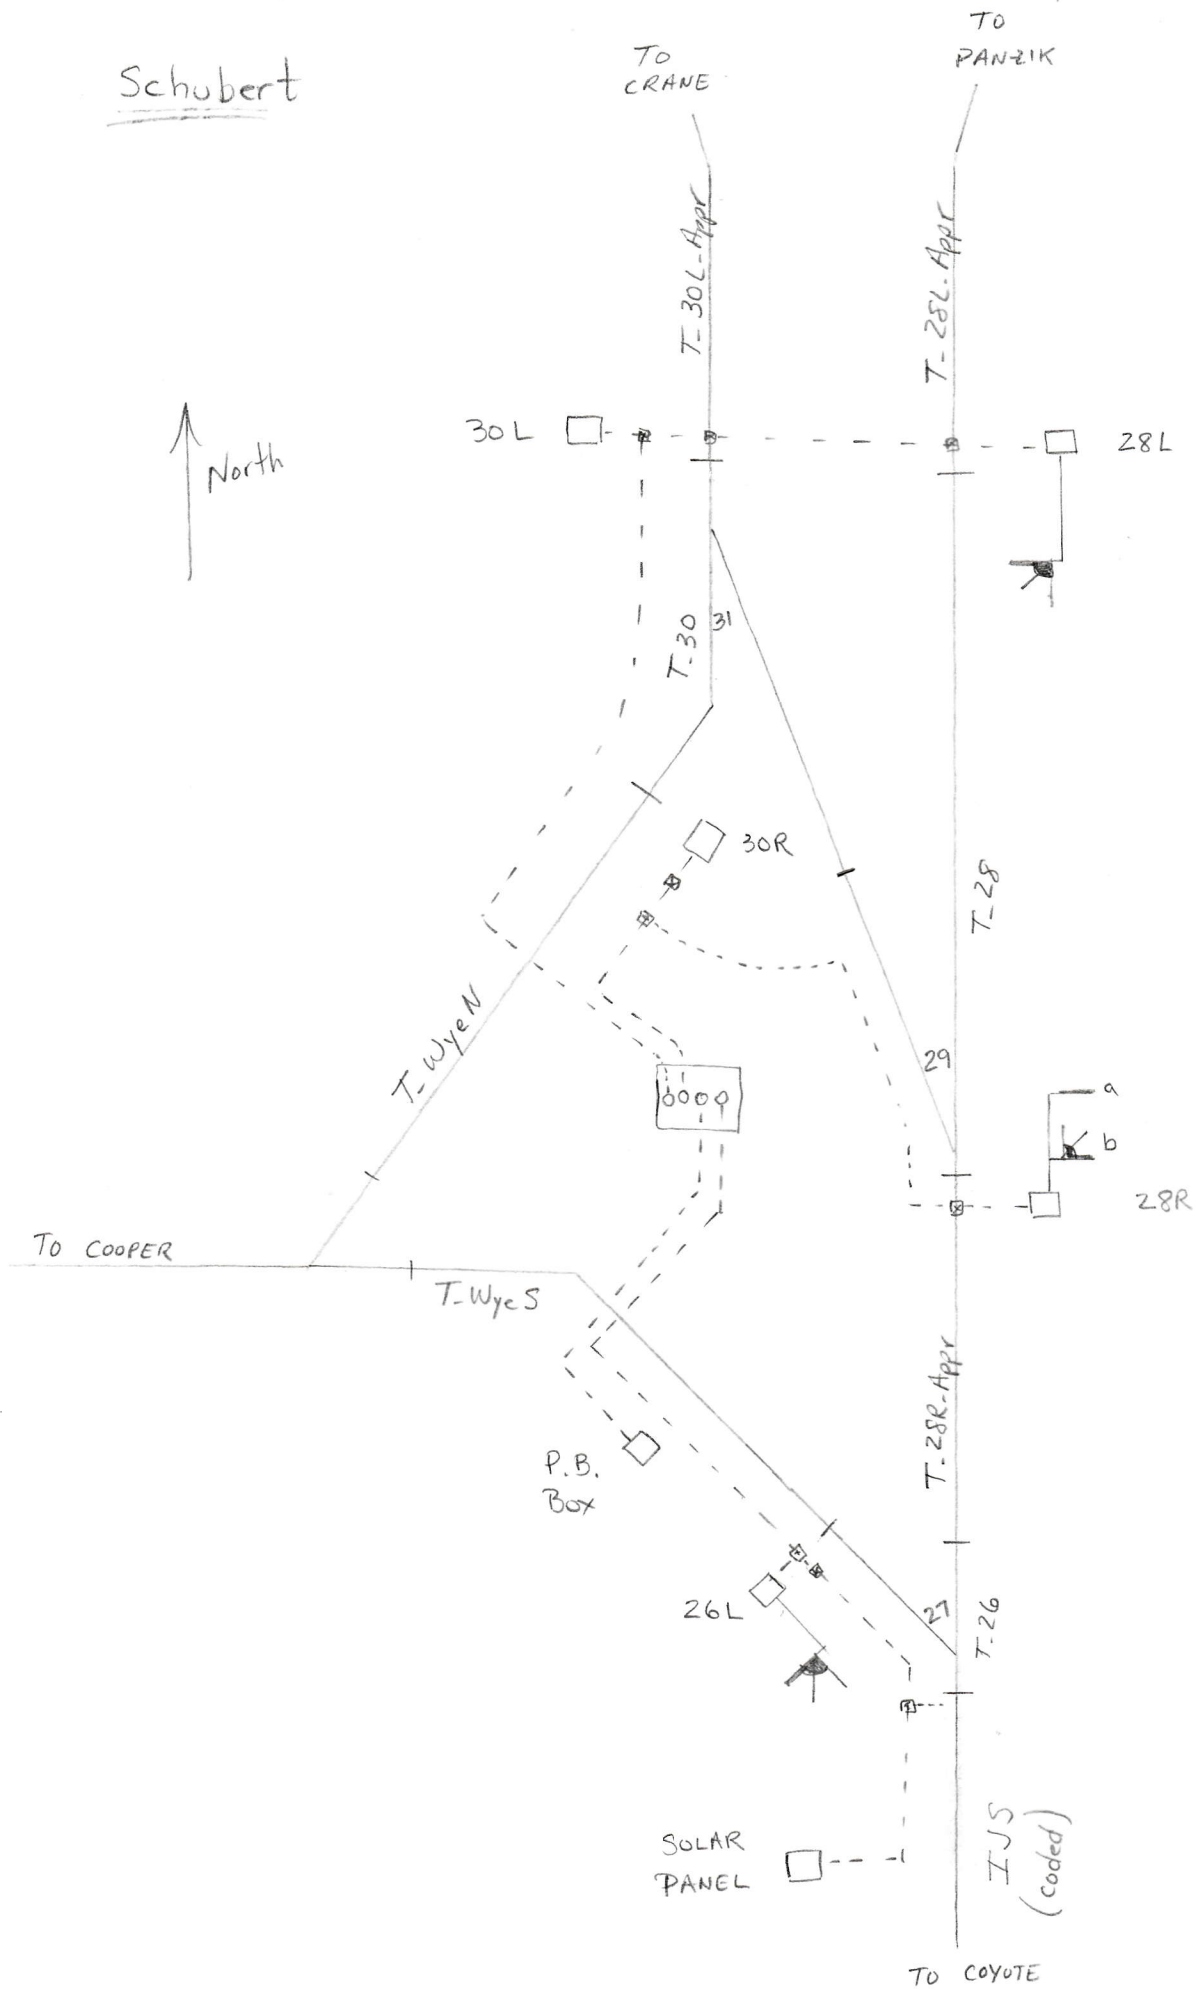 Schubert
TO
CRANE
TO
PANZIK
T-30L-Appr
T-28L-Appr
30L
28L
North
T-30
31
30R
T-28
T-WyeN
29
a
b
28R
TO COOPER
T-WyeS
T-28R-Appr
P.B.
Box
26L
27
T-26
SOLAR
PANEL
IJS
(coded)
TO COYOTE